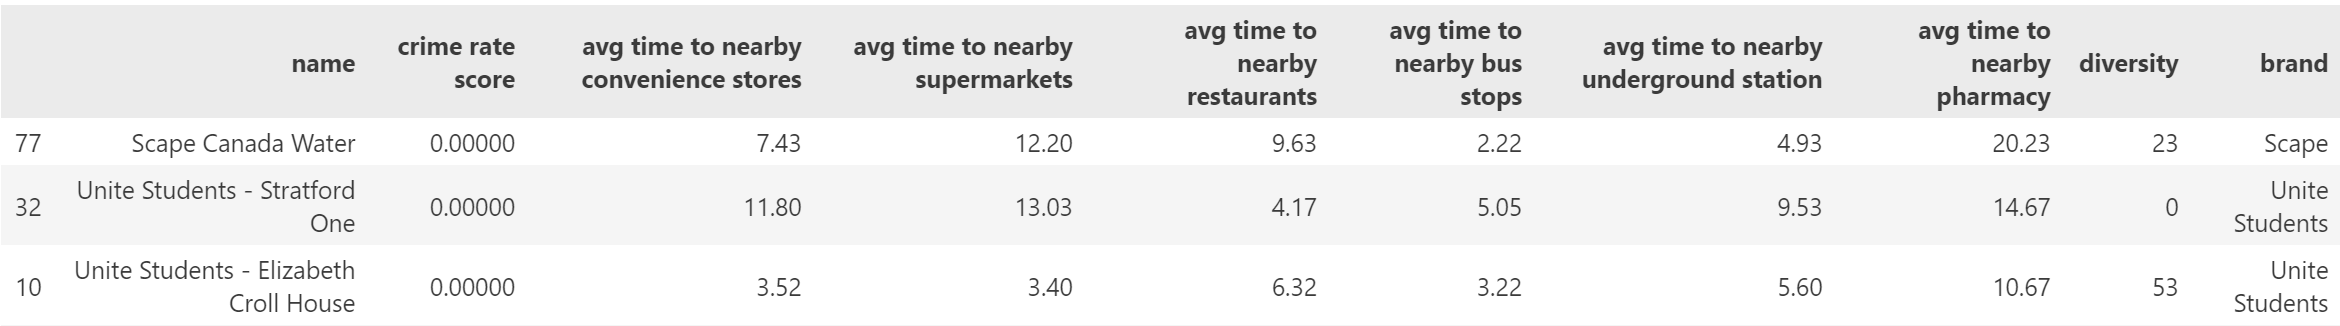 name crime rate score avg time to nearby convenience stores avg time to nearby supermarkets avg time to nearby restaurants avg time to nearby bus stops avg time to nearby underground station avg time to nearby pharmacy diversity brand
77 Scape Canada Water 0.00000 7.43 12.20 9.63 2.22 4.93 20.23 23 Scape
32 Unite Students - Stratford One 0.00000 11.80 13.03 4.17 5.05 9.53 14.67 0 Unite Students
10 Unite Students - Elizabeth Croll House 0.00000 3.52 3.40 6.32 3.22 5.60 10.67 53 Unite Students